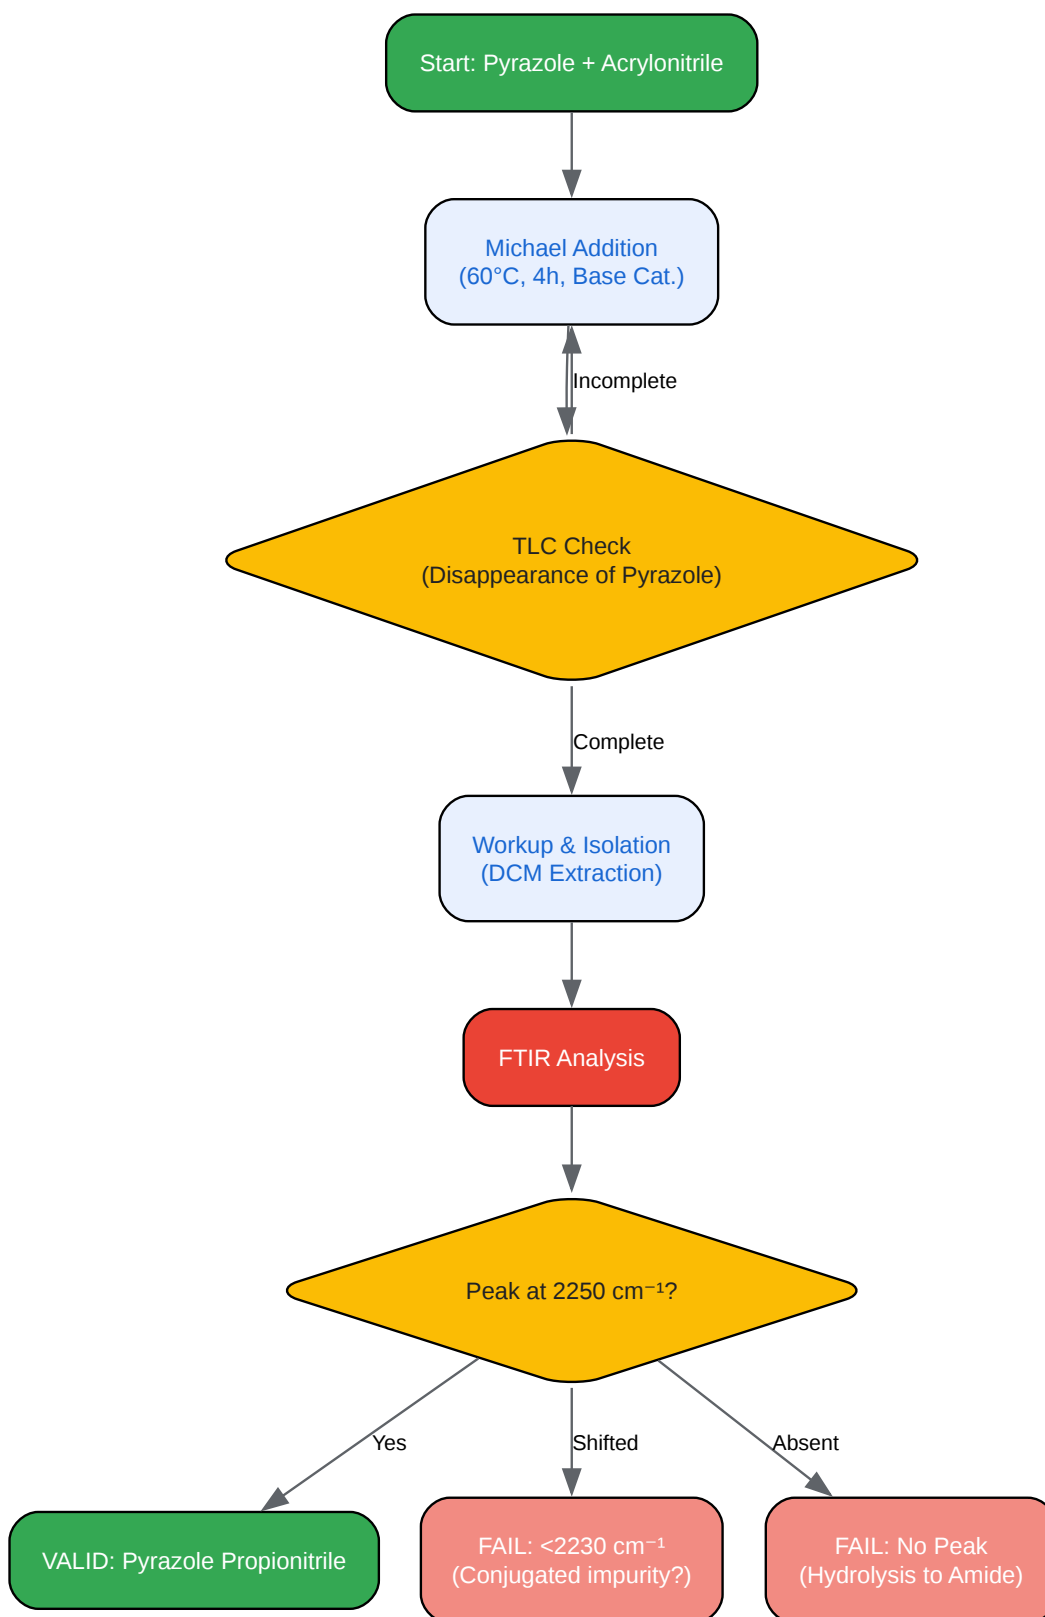 Start: Pyrazole + Acrylonitrile
Michael Addition
(60°C, 4h, Base Cat.)
Incomplete
TLC Check
(Disappearance of Pyrazole)
Complete
Workup & Isolation
(DCM Extraction)
FTIR Analysis
Peak at 2250 cm⁻¹?
Yes
Shifted
Absent
VALID: Pyrazole Propionitrile
FAIL: <2230 cm⁻¹
(Conjugated impurity?)
FAIL: No Peak
(Hydrolysis to Amide)